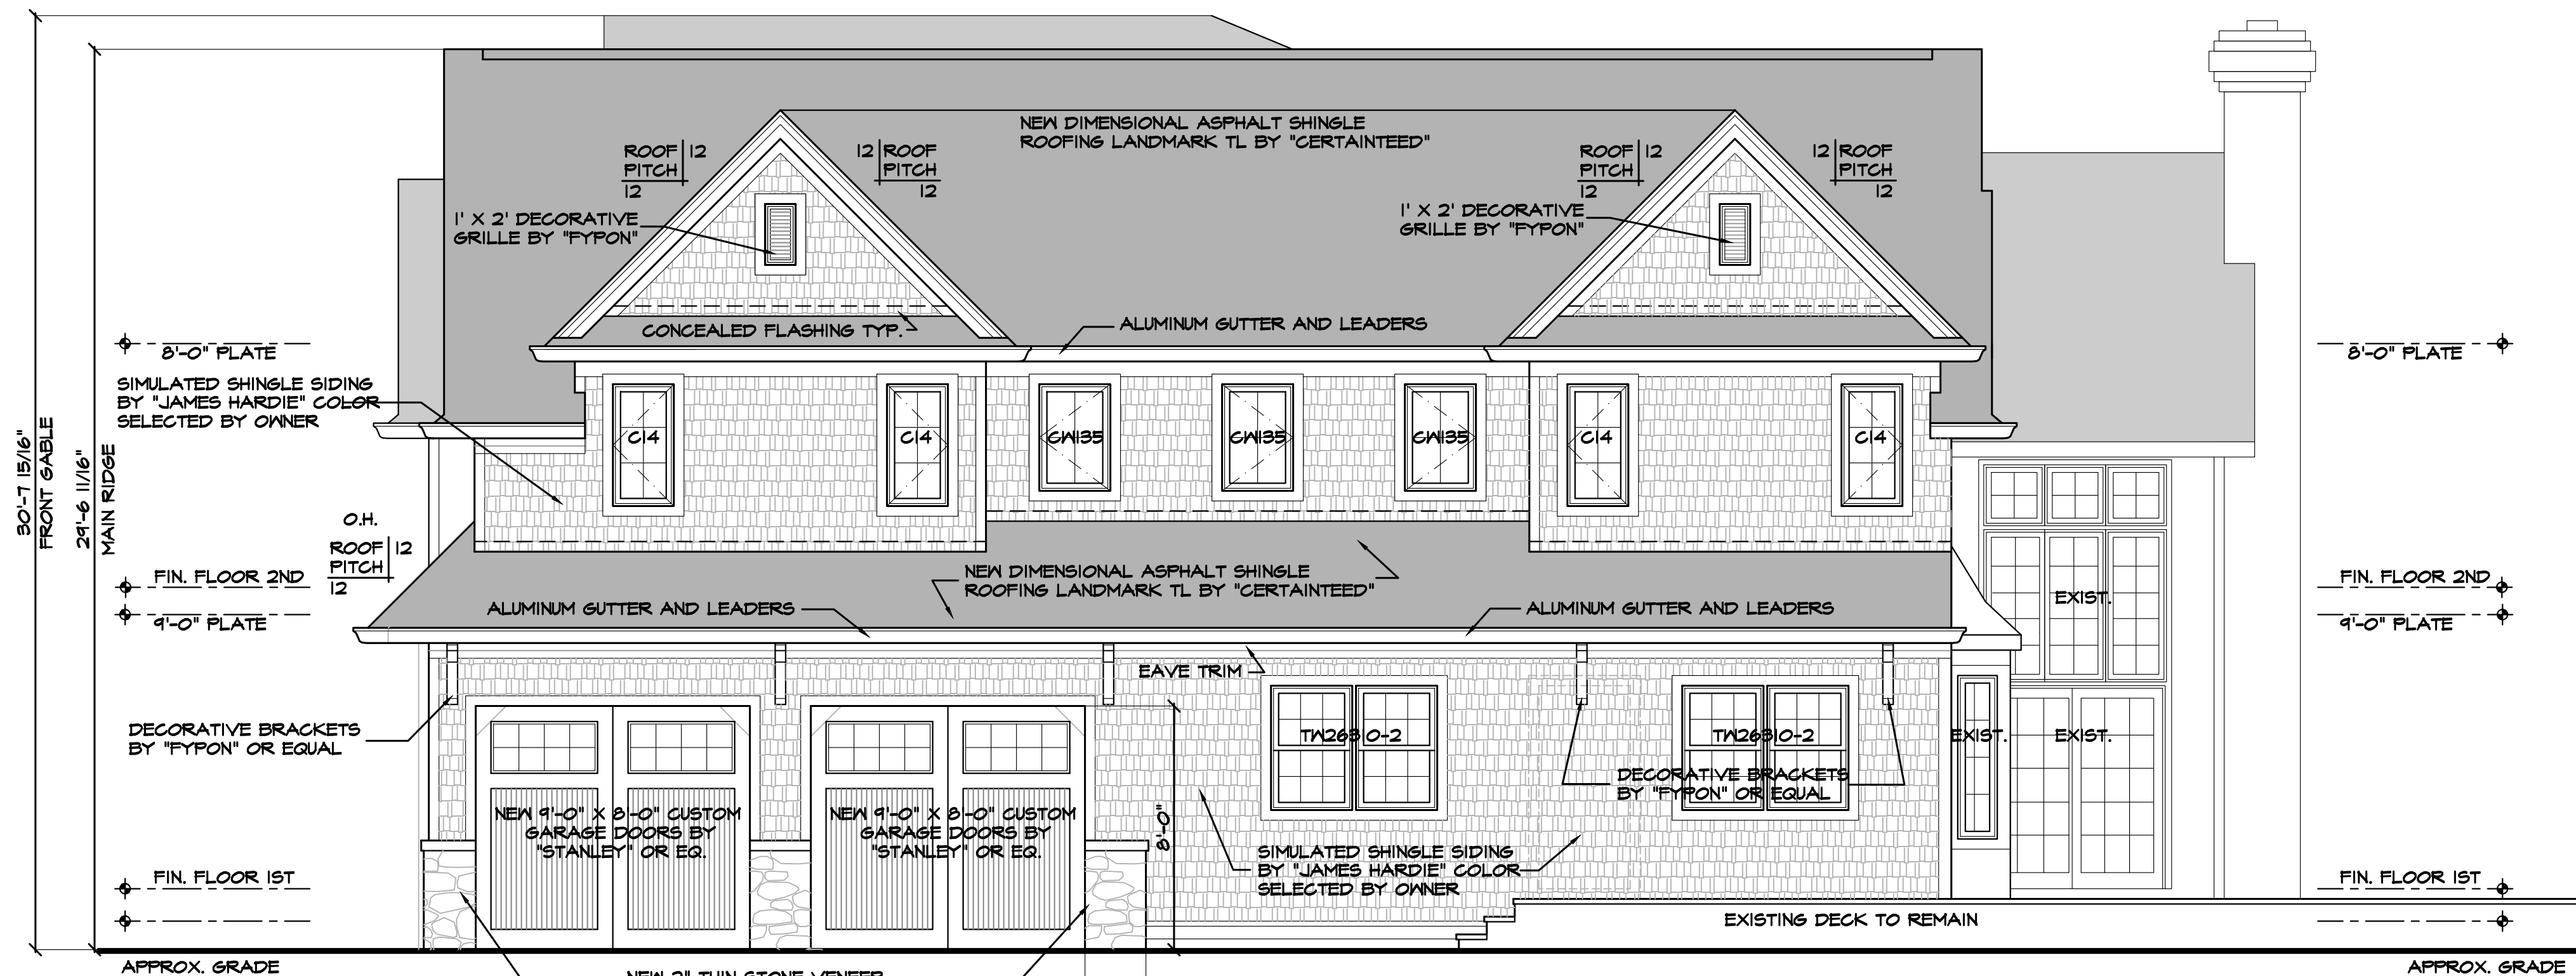 NEW DIMENSIONAL ASPHALT SHINGLE
ROOFING LANDMARK TL BY "CERTAINTEED"
ROOF 12
PITCH
12
12 ROOF
PITCH
12
ROOF 12
PITCH
12
12 ROOF
PITCH
12
1' X 2' DECORATIVE
GRILLE BY "FYPON"
1' X 2' DECORATIVE
GRILLE BY "FYPON"
CONCEALED FLASHING TYP.
ALUMINUM GUTTER AND LEADERS
8'-0" PLATE
8'-0" PLATE
SIMULATED SHINGLE SIDING
BY "JAMES HARDIE" COLOR
SELECTED BY OWNER
30'-7 15/16"
FRONT GABLE
29'-6 11/16"
MAIN RIDGE
C14
C14
CW135
CW135
CW135
C14
C14
O.H.
ROOF 12
PITCH
12
FIN. FLOOR 2ND
9'-0" PLATE
NEW DIMENSIONAL ASPHALT SHINGLE
ROOFING LANDMARK TL BY "CERTAINTEED"
ALUMINUM GUTTER AND LEADERS
ALUMINUM GUTTER AND LEADERS
FIN. FLOOR 2ND
9'-0" PLATE
EXIST.
EAVE TRIM
DECORATIVE BRACKETS
BY "FYPON" OR EQUAL
TW26310-2
TW26310-2
EXIST.
EXIST.
DECORATIVE BRACKETS
BY "FYPON" OR EQUAL
NEW 9'-0" X 8'-0" CUSTOM
GARAGE DOORS BY
"STANLEY" OR EQ.
NEW 9'-0" X 8'-0" CUSTOM
GARAGE DOORS BY
"STANLEY" OR EQ.
8'-0"
SIMULATED SHINGLE SIDING
BY "JAMES HARDIE" COLOR
SELECTED BY OWNER
FIN. FLOOR 1ST
FIN. FLOOR 1ST
EXISTING DECK TO REMAIN
APPROX. GRADE
APPROX. GRADE
NEW 2" THIN STONE VENEER